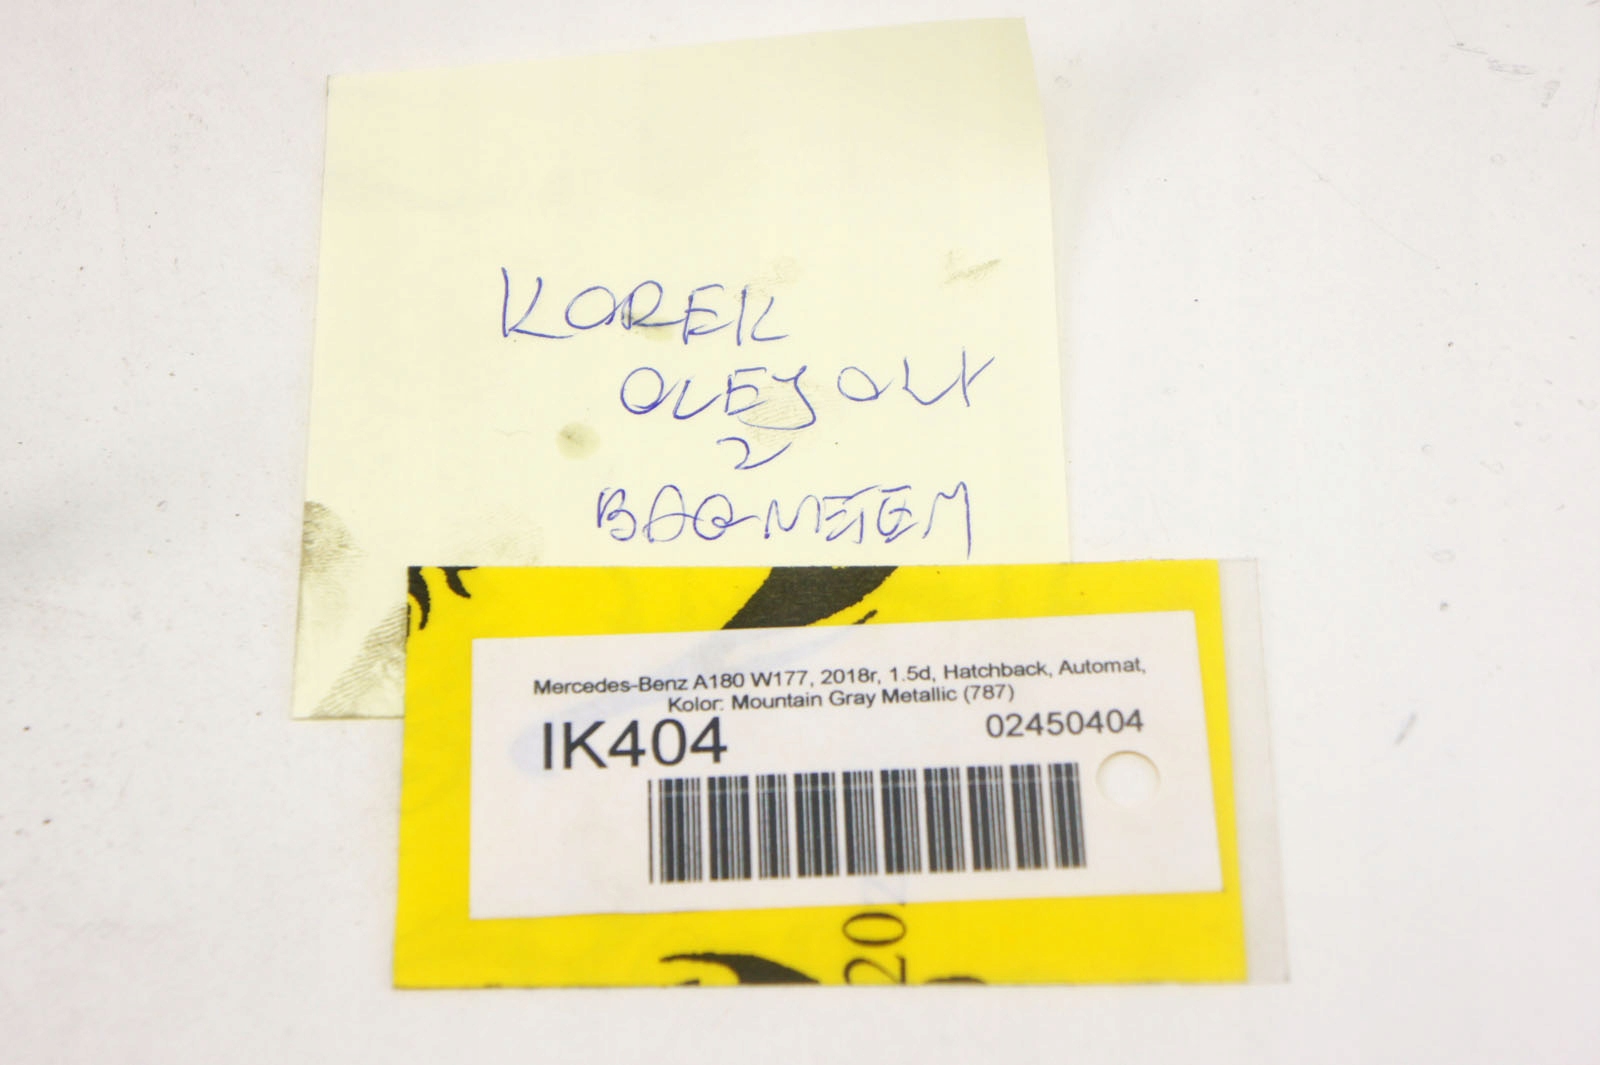 KOREK
OLEJOWY
Z
BAGNETEM
Mercedes-Benz A180 W177, 2018r, 1.5d, Hatchback, Automat,
Kolor: Mountain Gray Metallic (787)
IK404
02450404
20